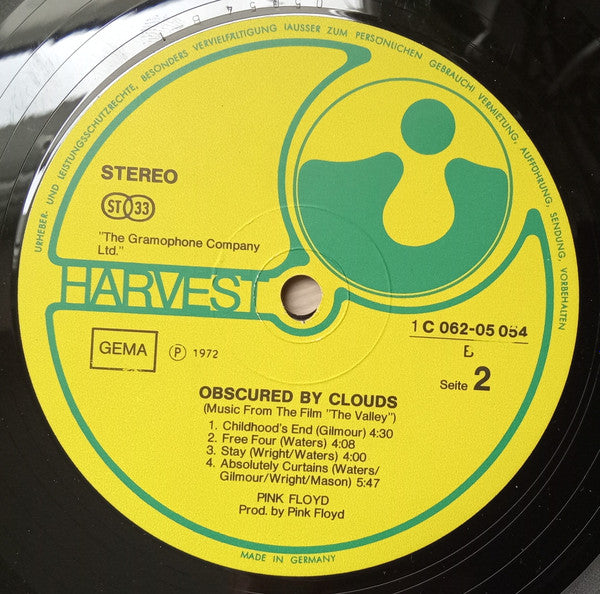 URHEBER- UND LEISTUNGSSCHUTZRECHTE, BESONDERS VERVIELFÄLTIGUNG (AUSSER ZUM PERSÖNLICHEN GEBRAUCH) VERMIETUNG, AUFFÜHRUNG, SENDUNG, VORBEHALTEN
STEREO
ST 33
"The Gramophone Company
Ltd."
HARVEST
GEMA
Ⓟ 1972
1 C 062-05 054
B
Seite 2
OBSCURED BY CLOUDS
(Music From The Film "The Valley")
1. Childhood's End (Gilmour) 4:30
2. Free Four (Waters) 4:08
3. Stay (Wright/Waters) 4:00
4. Absolutely Curtains (Waters/
Gilmour/Wright/Mason) 5:47
PINK FLOYD
Prod. by Pink Floyd
MADE IN GERMANY